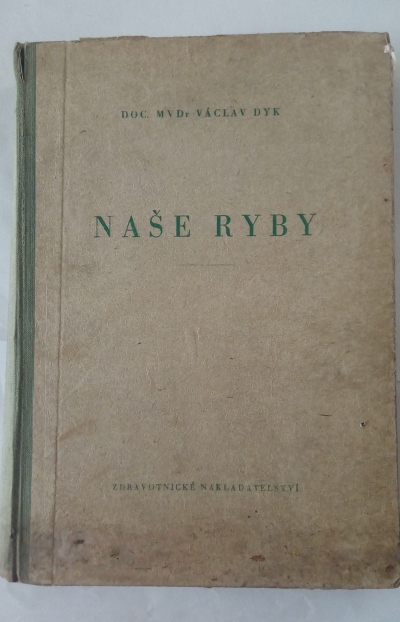 DOC. MVDr VÁCLAV DYK
NAŠE RYBY
ZDRAVOTNICKÉ NAKLADATELSTVÍ